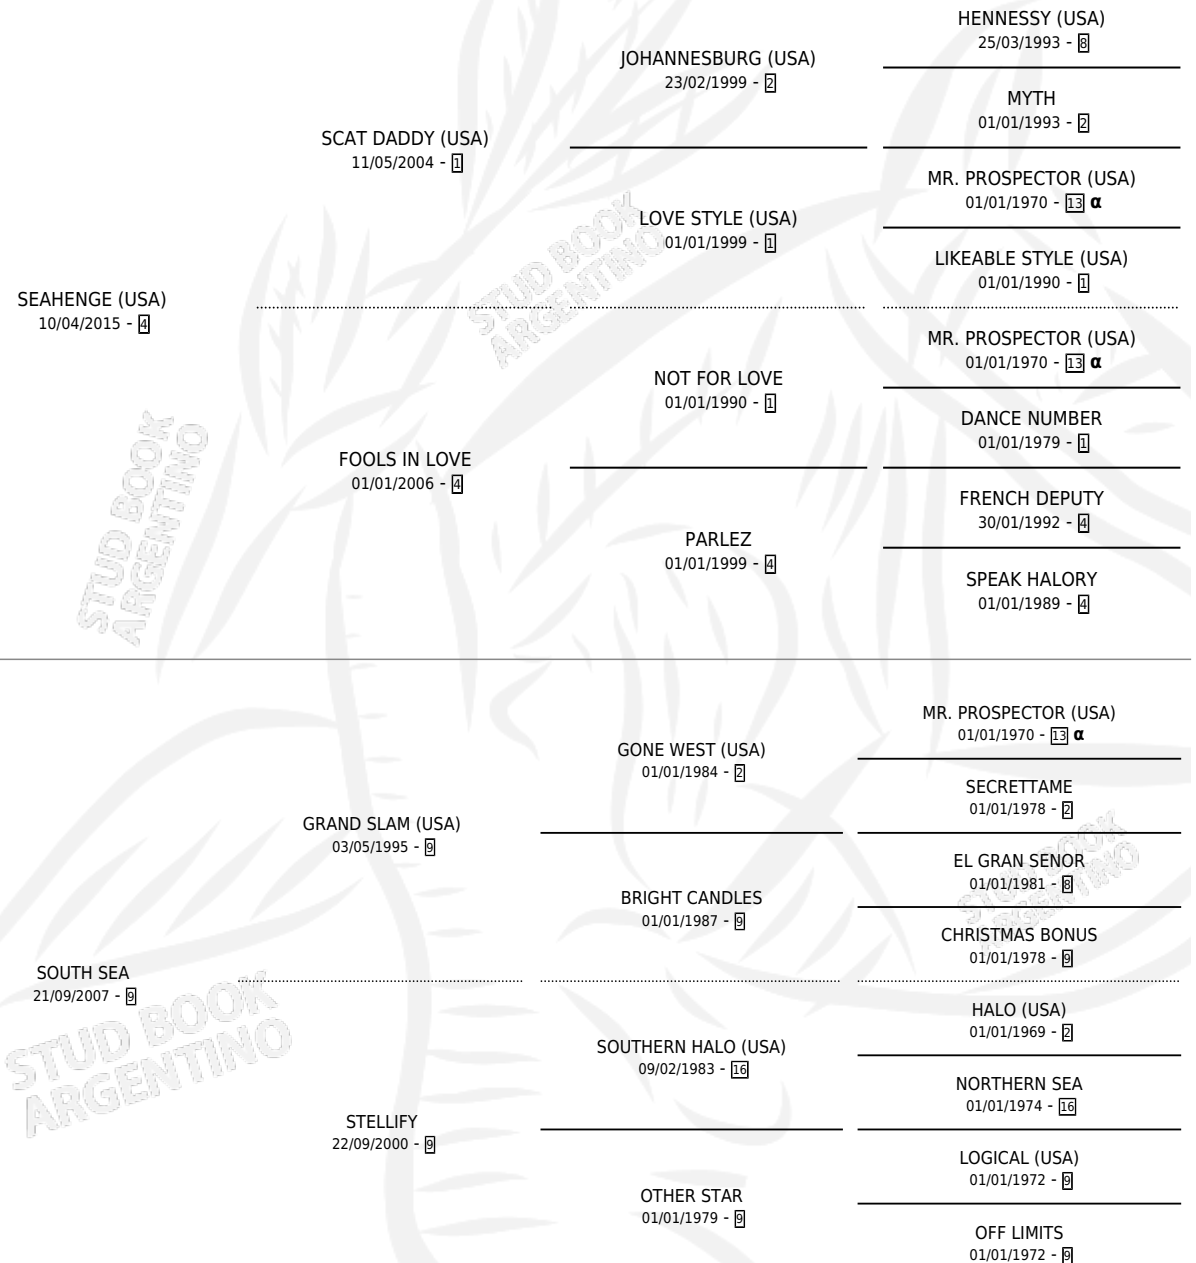 HENNESSY (USA)
25/03/1993 - 8
JOHANNESBURG (USA)
23/02/1999 - 2
MYTH
01/01/1993 - 2
SCAT DADDY (USA)
11/05/2004 - 1
MR. PROSPECTOR (USA)
01/01/1970 - 13 α
LOVE STYLE (USA)
01/01/1999 - 1
LIKEABLE STYLE (USA)
01/01/1990 - 1
STUD BOOK
ARGENTINO
SEAHENGE (USA)
10/04/2015 - 4
MR. PROSPECTOR (USA)
01/01/1970 - 13 α
NOT FOR LOVE
01/01/1990 - 1
DANCE NUMBER
01/01/1979 - 1
FOOLS IN LOVE
01/01/2006 - 4
FRENCH DEPUTY
30/01/1992 - 4
PARLEZ
01/01/1999 - 4
SPEAK HALORY
01/01/1989 - 4
STUD BOOK
ARGENTINO
MR. PROSPECTOR (USA)
01/01/1970 - 13 α
GONE WEST (USA)
01/01/1984 - 2
SECRETTAME
01/01/1978 - 2
GRAND SLAM (USA)
03/05/1995 - 9
EL GRAN SENOR
01/01/1981 - 8
BRIGHT CANDLES
01/01/1987 - 9
CHRISTMAS BONUS
01/01/1978 - 9
STUD BOOK
ARGENTINO
SOUTH SEA
21/09/2007 - 9
HALO (USA)
01/01/1969 - 2
SOUTHERN HALO (USA)
09/02/1983 - 16
NORTHERN SEA
01/01/1974 - 16
STELLIFY
22/09/2000 - 9
LOGICAL (USA)
01/01/1972 - 9
OTHER STAR
01/01/1979 - 9
OFF LIMITS
01/01/1972 - 9
STUD BOOK
ARGENTINO